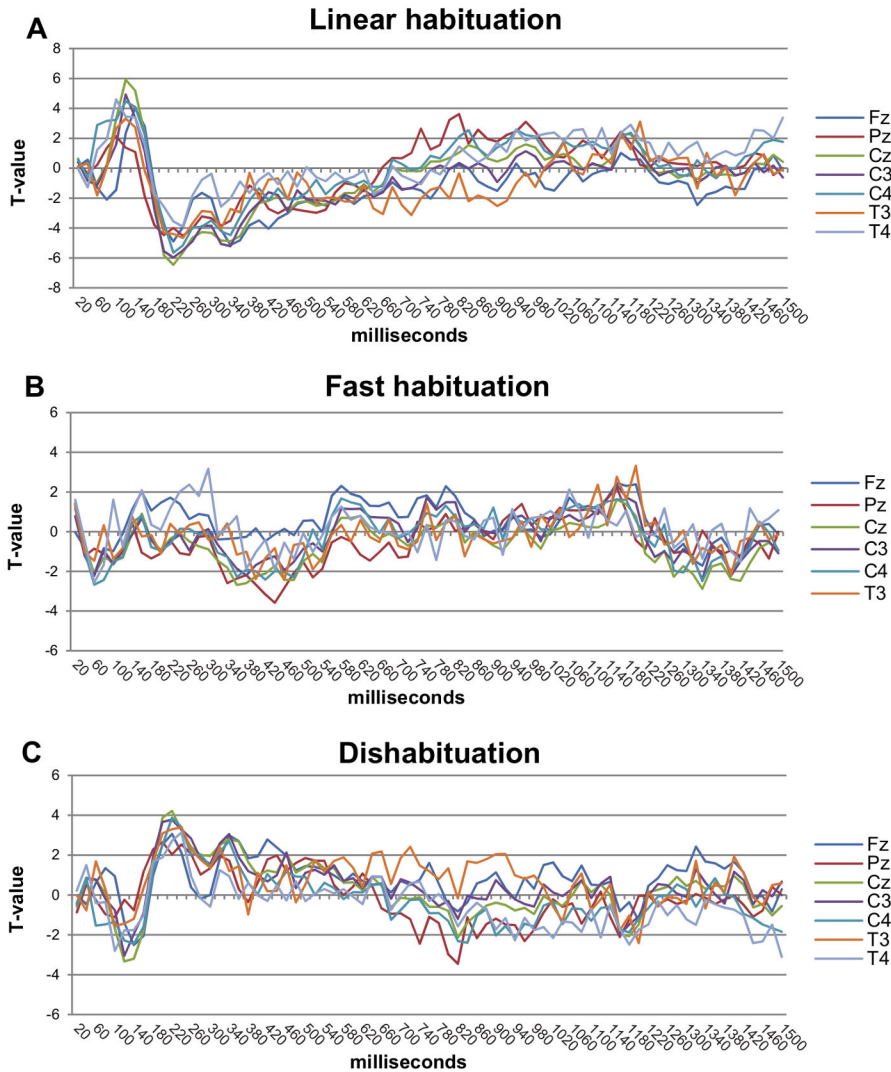 A
Linear habituation
T-value
8
6
4
2
0
-2
-4
-6
-8
20 60 100 140 180 220 260 300 340 380 420 460 500 540 580 620 660 700 740 780 820 860 900 940 980 1020 1060 1100 1140 1180 1220 1260 1300 1340 1380 1420 1460 1500
milliseconds
Fz
Pz
Cz
C3
C4
T3
T4
B
Fast habituation
T-value
6
4
2
0
-2
-4
-6
20 60 100 140 180 220 260 300 340 380 420 460 500 540 580 620 660 700 740 780 820 860 900 940 980 1020 1060 1100 1140 1180 1220 1260 1300 1340 1380 1420 1460 1500
milliseconds
Fz
Pz
Cz
C3
C4
T3
C
Dishabituation
T-value
6
4
2
0
-2
-4
-6
20 60 100 140 180 220 260 300 340 380 420 460 500 540 580 620 660 700 740 780 820 860 900 940 980 1020 1060 1100 1140 1180 1220 1260 1300 1340 1380 1420 1460 1500
milliseconds
Fz
Pz
Cz
C3
C4
T3
T4